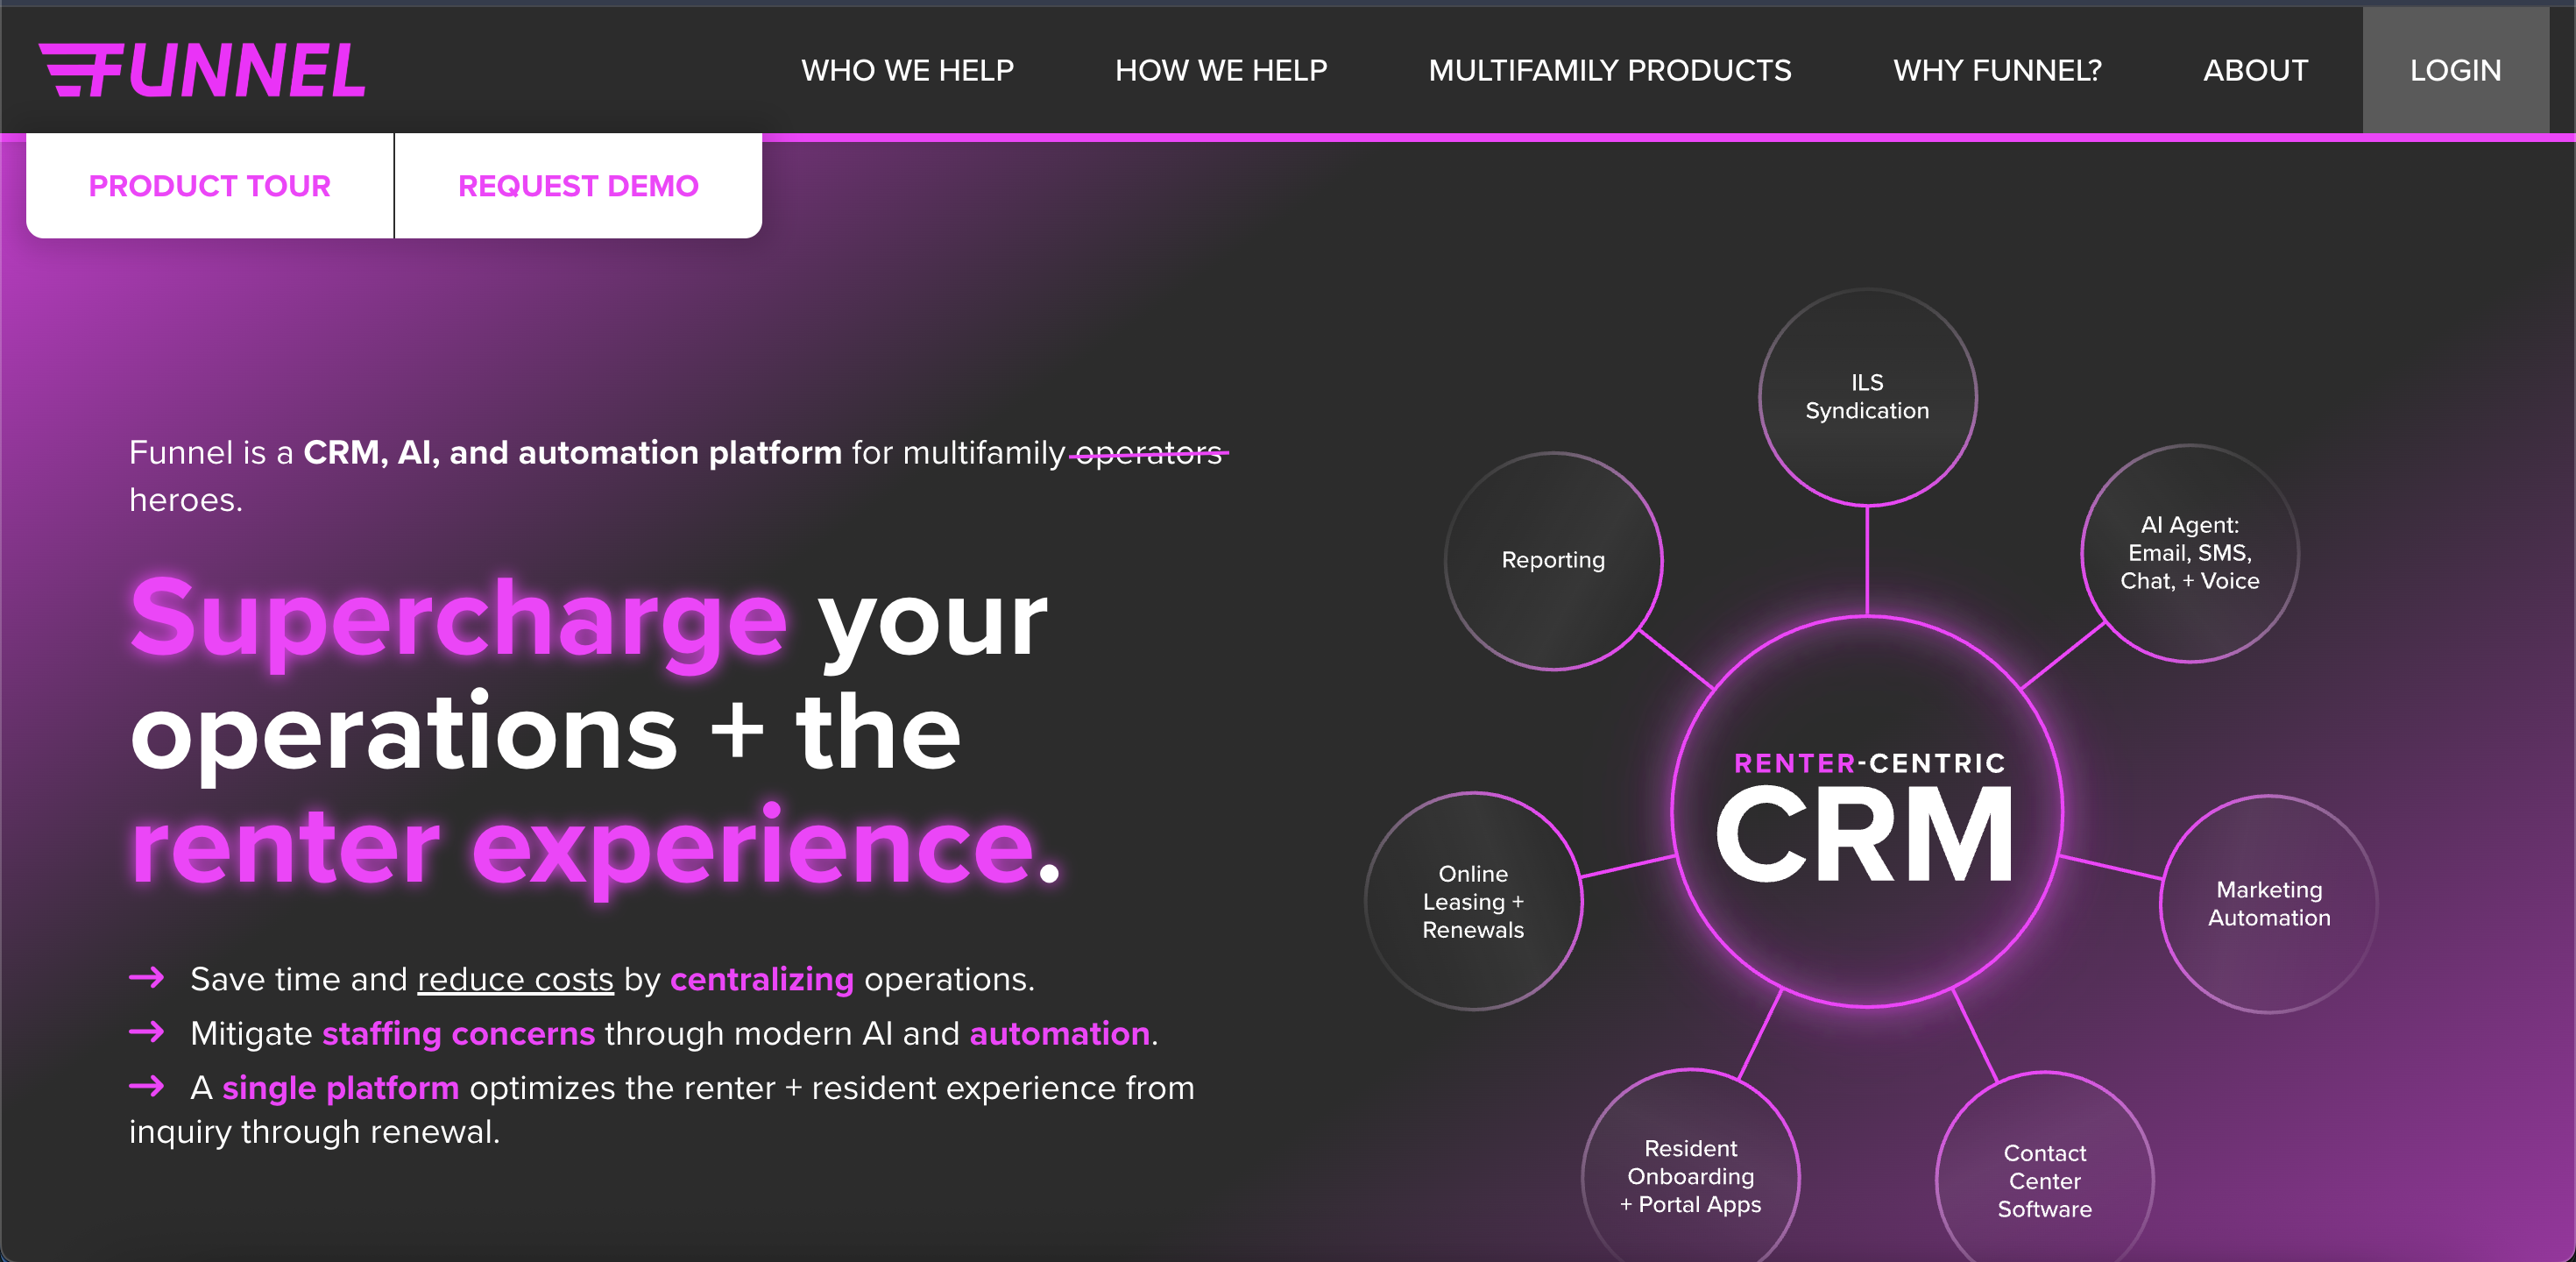 FUNNEL
WHO WE HELP
HOW WE HELP
MULTIFAMILY PRODUCTS
WHY FUNNEL?
ABOUT
LOGIN
PRODUCT TOUR
REQUEST DEMO
Funnel is a CRM, AI, and automation platform for multifamily operators
heroes.
Supercharge your
operations + the
renter experience.
→ Save time and reduce costs by centralizing operations.
→ Mitigate staffing concerns through modern AI and automation.
→ A single platform optimizes the renter + resident experience from
inquiry through renewal.
ILS
Syndication
Reporting
AI Agent:
Email, SMS,
Chat, + Voice
RENTER-CENTRIC
CRM
Online
Leasing +
Renewals
Marketing
Automation
Resident
Onboarding
+ Portal Apps
Contact
Center
Software